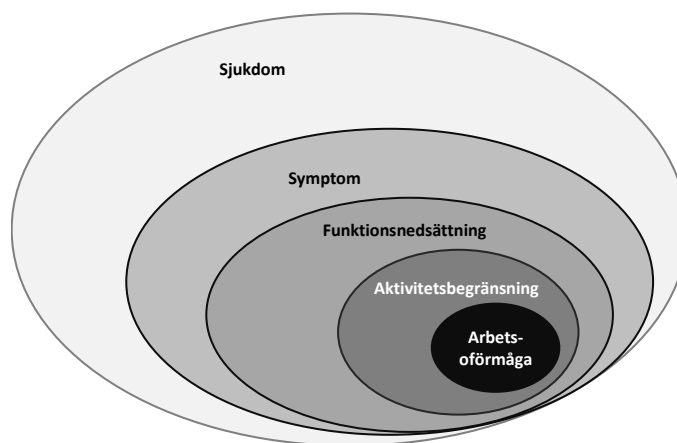 Sjukdom
Symptom
Funktionsnedsättning
Aktivitetsbegränsning
Arbets-
oförmåga